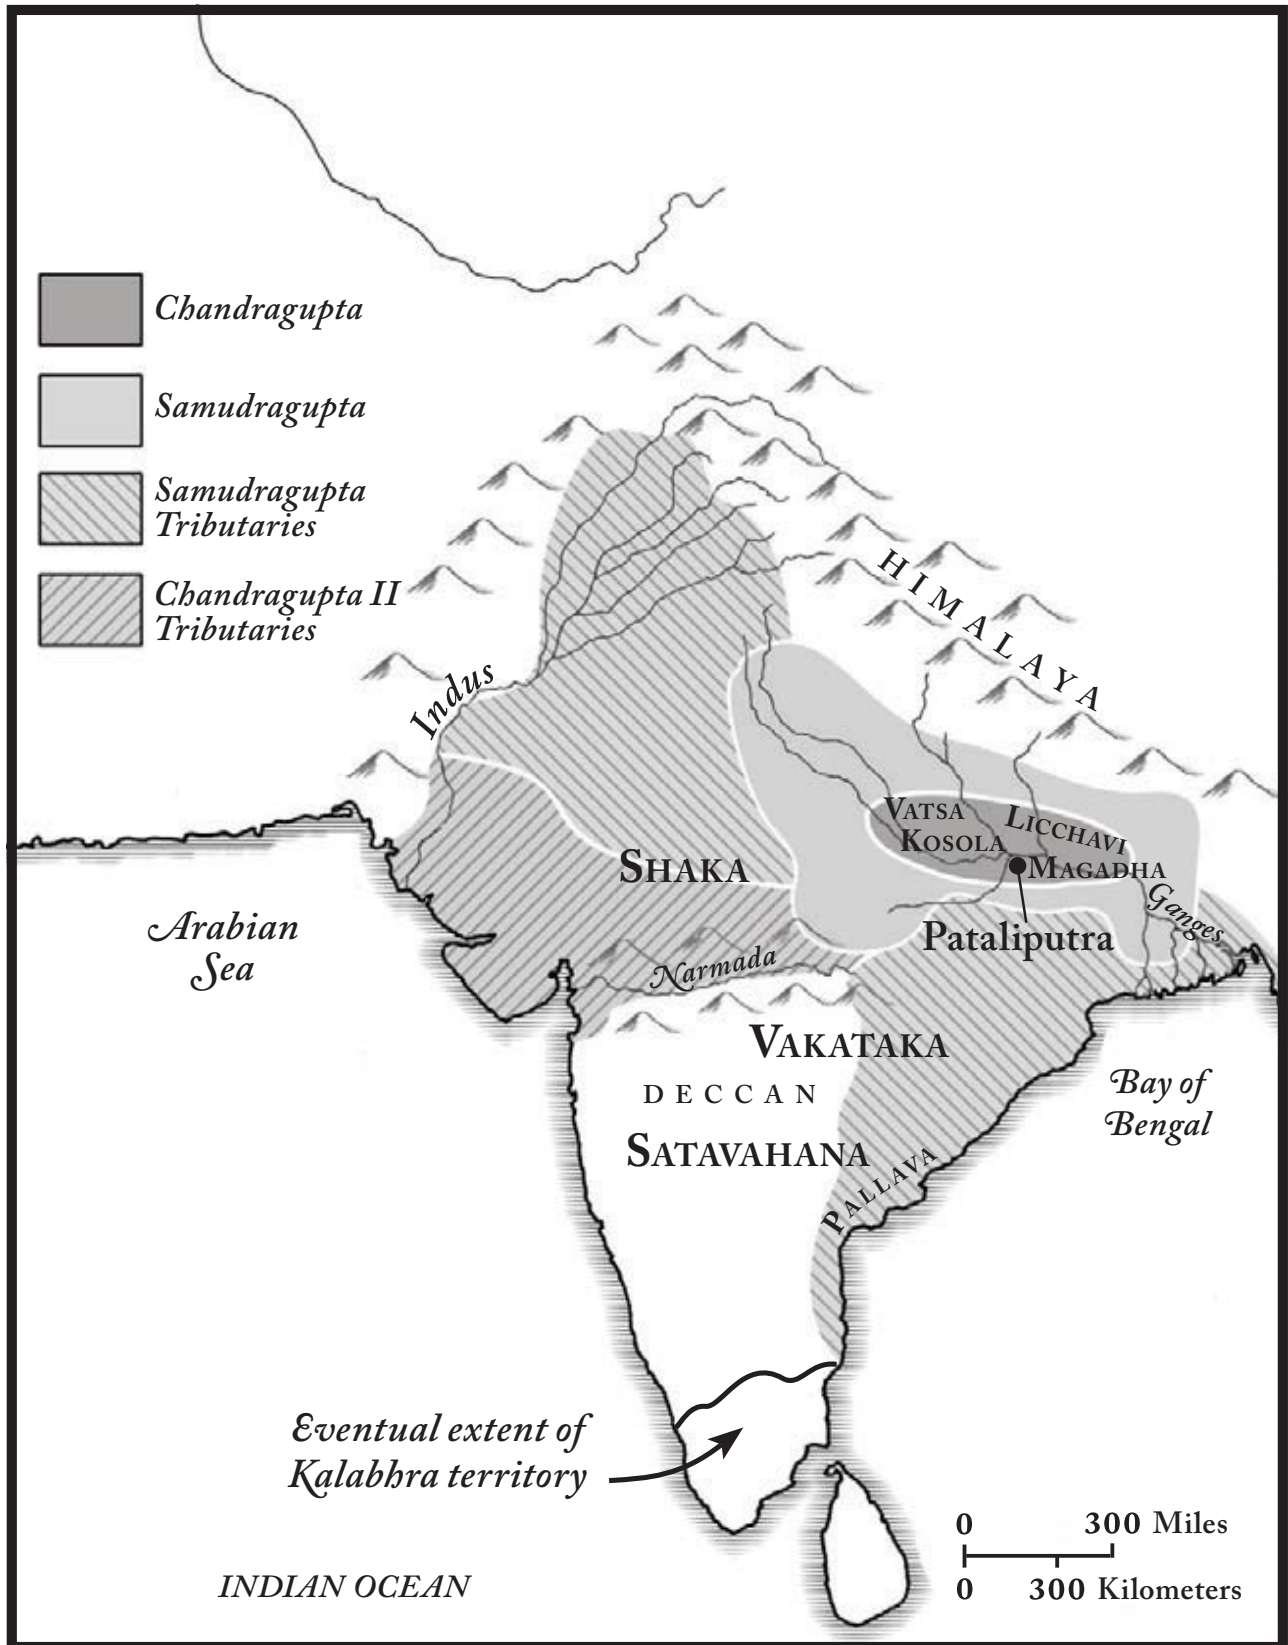 Chandragupta
Samudragupta
Samudragupta
Tributaries
Chandragupta II
Tributaries
HIMALAYA
Indus
VATSA
KOSOLA
LICCHAVI
MAGADHA
SHAKA
Ganges
Pataliputra
Arabian
Sea
Narmada
VAKATAKA
DECCAN
SATAVAHANA
PALLAVA
Bay of
Bengal
Eventual extent of
Kalabhra territory
INDIAN OCEAN
0 300 Miles
0 300 Kilometers